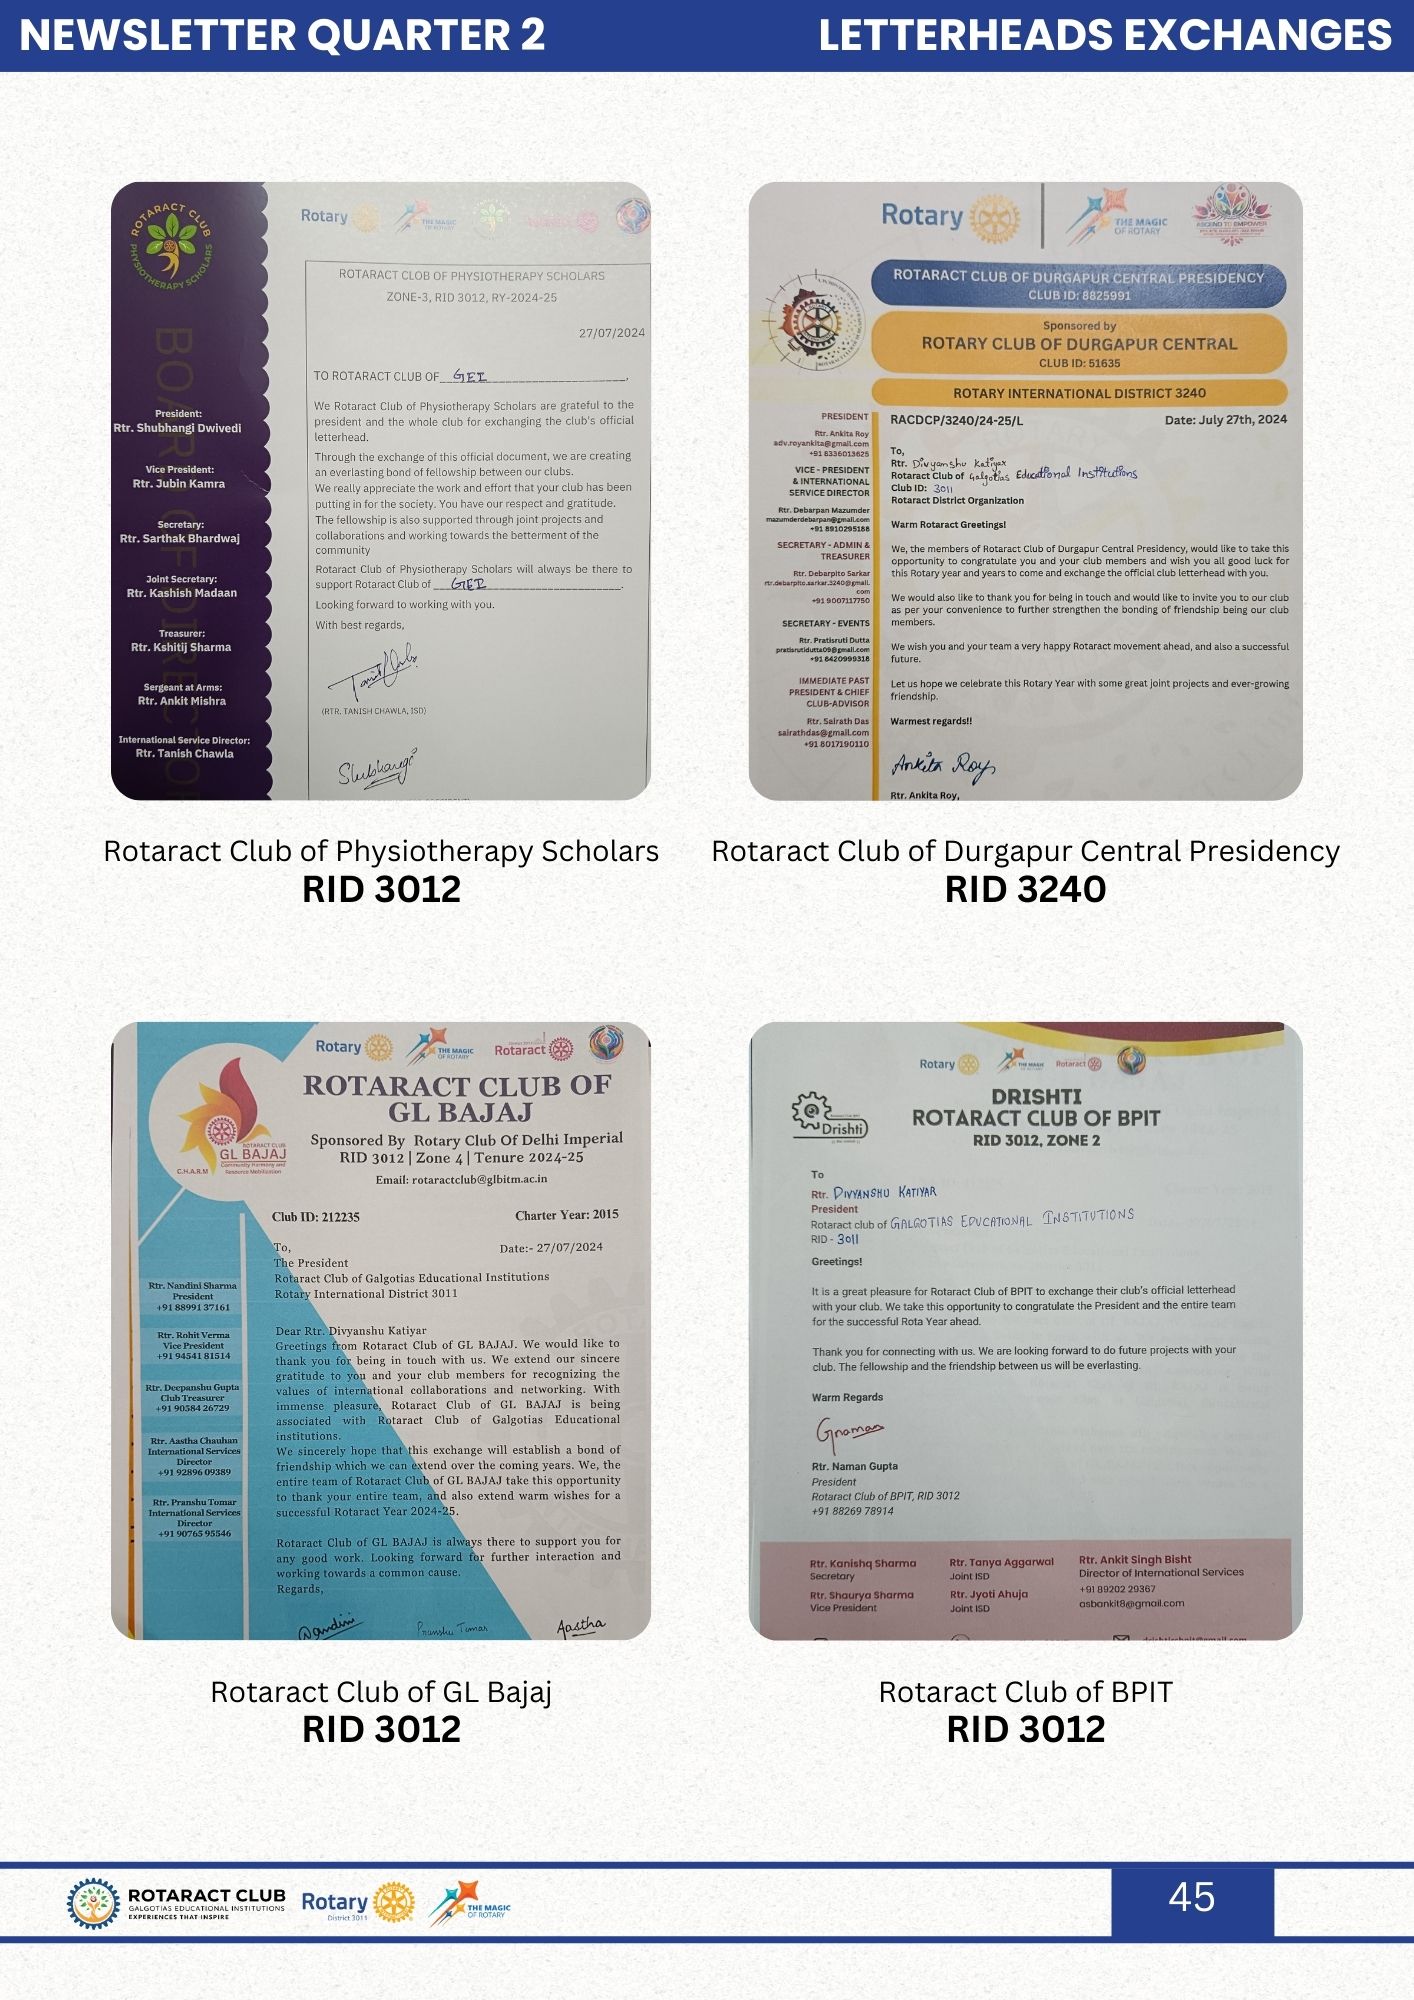 NEWSLETTER QUARTER 2
LETTERHEADS EXCHANGES
ROTARACT CLUB
PHYSIOTHERAPY SCHOLARS
BOARD OF DIRECTOR
President:
Rtr. Shubhangi Dwivedi
Vice President:
Rtr. Jubin Kamra
Secretary:
Rtr. Sarthak Bhardwaj
Joint Secretary:
Rtr. Kashish Madaan
Treasurer:
Rtr. Kshitij Sharma
Sergeant at Arms:
Rtr. Ankit Mishra
International Service Director:
Rtr. Tanish Chawla
Rotary
THE MAGIC
OF ROTARY
ROTARACT CLOB OF PHYSIOTHERAPY SCHOLARS
ZONE-3, RID 3012, RY-2024-25
27/07/2024
TO ROTARACT CLUB OF GEI,
We Rotaract Club of Physiotherapy Scholars are grateful to the
president and the whole club for exchanging the club's official
letterhead.
Through the exchange of this official document, we are creating
an everlasting bond of fellowship between our clubs.
We really appreciate the work and effort that your club has been
putting in for the society. You have our respect and gratitude.
The fellowship is also supported through joint projects and
collaborations and working towards the betterment of the
community
Rotaract Club of Physiotherapy Scholars will always be there to
support Rotaract Club of GEI.
Looking forward to working with you.
With best regards,
(RTR. TANISH CHAWLA, ISD)
Shubhangi
Rotaract Club of Physiotherapy Scholars
RID 3012
Rotary
THE MAGIC
OF ROTARY
ASCEND TO EMPOWER
ROTARACT CLUB OF DURGAPUR CENTRAL PRESIDENCY
CLUB ID: 8825991
Sponsored by
ROTARY CLUB OF DURGAPUR CENTRAL
CLUB ID: 51635
ROTARY INTERNATIONAL DISTRICT 3240
PRESIDENT
Rtr. Ankita Roy
adv.royankita@gmail.com
+91 8336013625
VICE - PRESIDENT
& INTERNATIONAL
SERVICE DIRECTOR
Rtr. Debarpan Mazumder
mazumderdebarpan@gmail.com
+91 8910295188
SECRETARY - ADMIN &
TREASURER
Rtr. Debarpito Sarkar
rtr.debarpito.sarkar.3240@gmail.
com
+91 9007117750
SECRETARY - EVENTS
Rtr. Pratisruti Dutta
pratisrutidutta09@gmail.com
+91 8420999318
IMMEDIATE PAST
PRESIDENT & CHIEF
CLUB-ADVISOR
Rtr. Sairath Das
sairathdas@gmail.com
+91 8017190110
RACDCP/3240/24-25/L
Date: July 27th, 2024
To,
Rtr. Divyanshu Katiyar
Rotaract Club of Galgotias Educational Institutions
Club ID: 3011
Rotaract District Organization
Warm Rotaract Greetings!
We, the members of Rotaract Club of Durgapur Central Presidency, would like to take this
opportunity to congratulate you and your club members and wish you all good luck for
this Rotary year and years to come and exchange the official club letterhead with you.
We would also like to thank you for being in touch and would like to invite you to our club
as per your convenience to further strengthen the bonding of friendship being our club
members.
We wish you and your team a very happy Rotaract movement ahead, and also a successful
future.
Let us hope we celebrate this Rotary Year with some great joint projects and ever-growing
friendship.
Warmest regards!!
Ankita Roy
Rtr. Ankita Roy,
Rotaract Club of Durgapur Central Presidency
RID 3240
Rotary
THE MAGIC
OF ROTARY
Rotaract
ROTARACT CLUB
GL BAJAJ
Community Harmony and
Resource Mobilization
C.H.A.R.M
ROTARACT CLUB OF
GL BAJAJ
Sponsored By Rotary Club Of Delhi Imperial
RID 3012 | Zone 4 | Tenure 2024-25
Email: rotaractclub@glbitm.ac.in
Club ID: 212235
Charter Year: 2015
Rtr. Nandini Sharma
President
+91 88991 37161
Rtr. Rohit Verma
Vice President
+91 94541 81514
Rtr. Deepanshu Gupta
Club Treasurer
+91 90584 26729
Rtr. Aastha Chauhan
International Services
Director
+91 92896 09389
Rtr. Pranshu Tomar
International Services
Director
+91 90765 95546
To,
Date:- 27/07/2024
The President
Rotaract Club of Galgotias Educational Institutions
Rotary International District 3011
Dear Rtr. Divyanshu Katiyar
Greetings from Rotaract Club of GL BAJAJ. We would like to
thank you for being in touch with us. We extend our sincere
gratitude to you and your club members for recognizing the
values of international collaborations and networking. With
immense pleasure, Rotaract Club of GL BAJAJ is being
associated with Rotaract Club of Galgotias Educational
institutions.
We sincerely hope that this exchange will establish a bond of
friendship which we can extend over the coming years. We, the
entire team of Rotaract Club of GL BAJAJ take this opportunity
to thank your entire team, and also extend warm wishes for a
successful Rotaract Year 2024-25.
Rotaract Club of GL BAJAJ is always there to support you for
any good work. Looking forward for further interaction and
working towards a common cause.
Regards,
Nandini
Pranshu Tomar
Aastha
Rotaract Club of GL Bajaj
RID 3012
Rotary
THE MAGIC
OF ROTARY
Rotaract
Drishti
DRISHTI
ROTARACT CLUB OF BPIT
RID 3012, ZONE 2
To
Rtr. DIVYANSHU KATIYAR
President
Rotaract club of GALGOTIAS EDUCATIONAL INSTITUTIONS
RID - 3011
Greetings!
It is a great pleasure for Rotaract Club of BPIT to exchange their club's official letterhead
with your club. We take this opportunity to congratulate the President and the entire team
for the successful Rota Year ahead.
Thank you for connecting with us. We are looking forward to do future projects with your
club. The fellowship and the friendship between us will be everlasting.
Warm Regards
Rtr. Naman Gupta
President
Rotaract Club of BPIT, RID 3012
+91 88269 78914
Rtr. Kanishq Sharma
Secretary
Rtr. Shaurya Sharma
Vice President
Rtr. Tanya Aggarwal
Joint ISD
Rtr. Jyoti Ahuja
Joint ISD
Rtr. Ankit Singh Bisht
Director of International Services
+91 89202 29367
asbankit8@gmail.com
Rotaract Club of BPIT
RID 3012
ROTARACT CLUB
GALGOTIAS EDUCATIONAL INSTITUTIONS
EXPERIENCES THAT INSPIRE
Rotary
District 3011
THE MAGIC
OF ROTARY
45